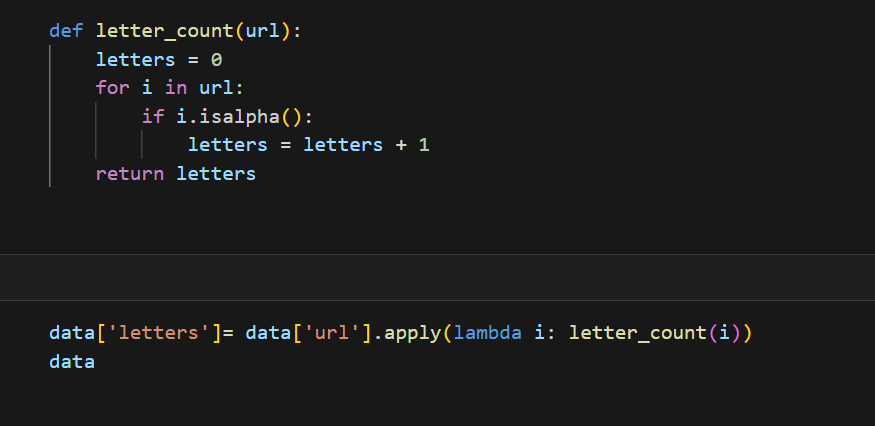 def letter_count(url):
    letters = 0
    for i in url:
        if i.isalpha():
            letters = letters + 1
    return letters
data['letters']= data['url'].apply(lambda i: letter_count(i))
data